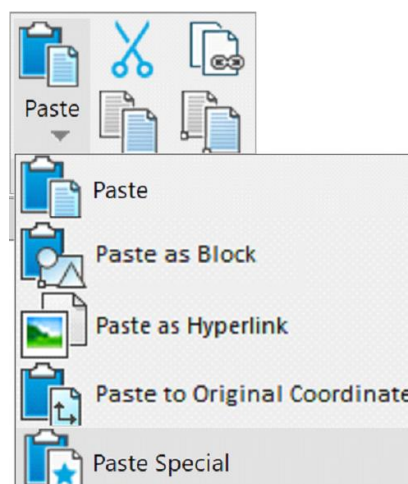 Paste
Paste
Paste as Block
Paste as Hyperlink
Paste to Original Coordinate
Paste Special